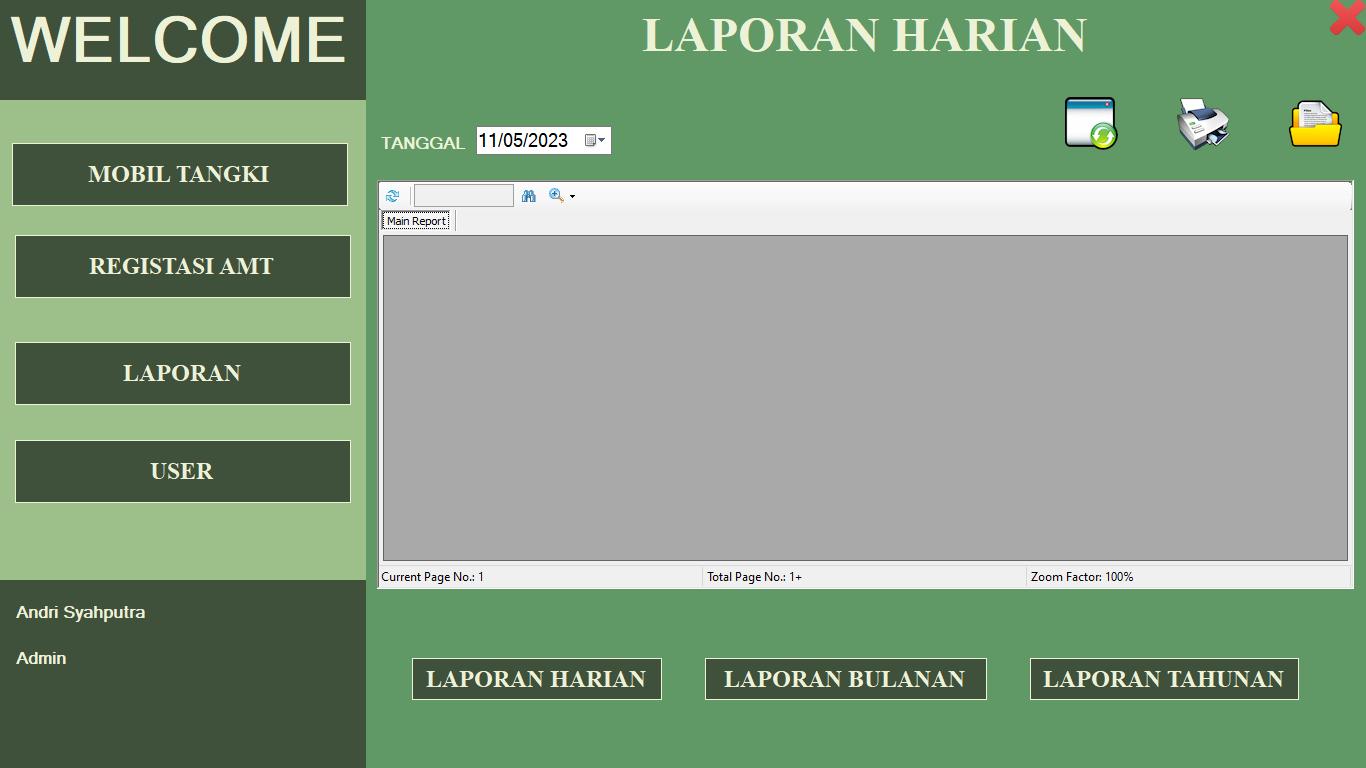 WELCOME
MOBIL TANGKI
REGISTASI AMT
LAPORAN
USER
Andri Syahputra
Admin
LAPORAN HARIAN
TANGGAL 11/05/2023
Main Report
Current Page No.: 1 Total Page No.: 1+ Zoom Factor: 100%
LAPORAN HARIAN LAPORAN BULANAN LAPORAN TAHUNAN